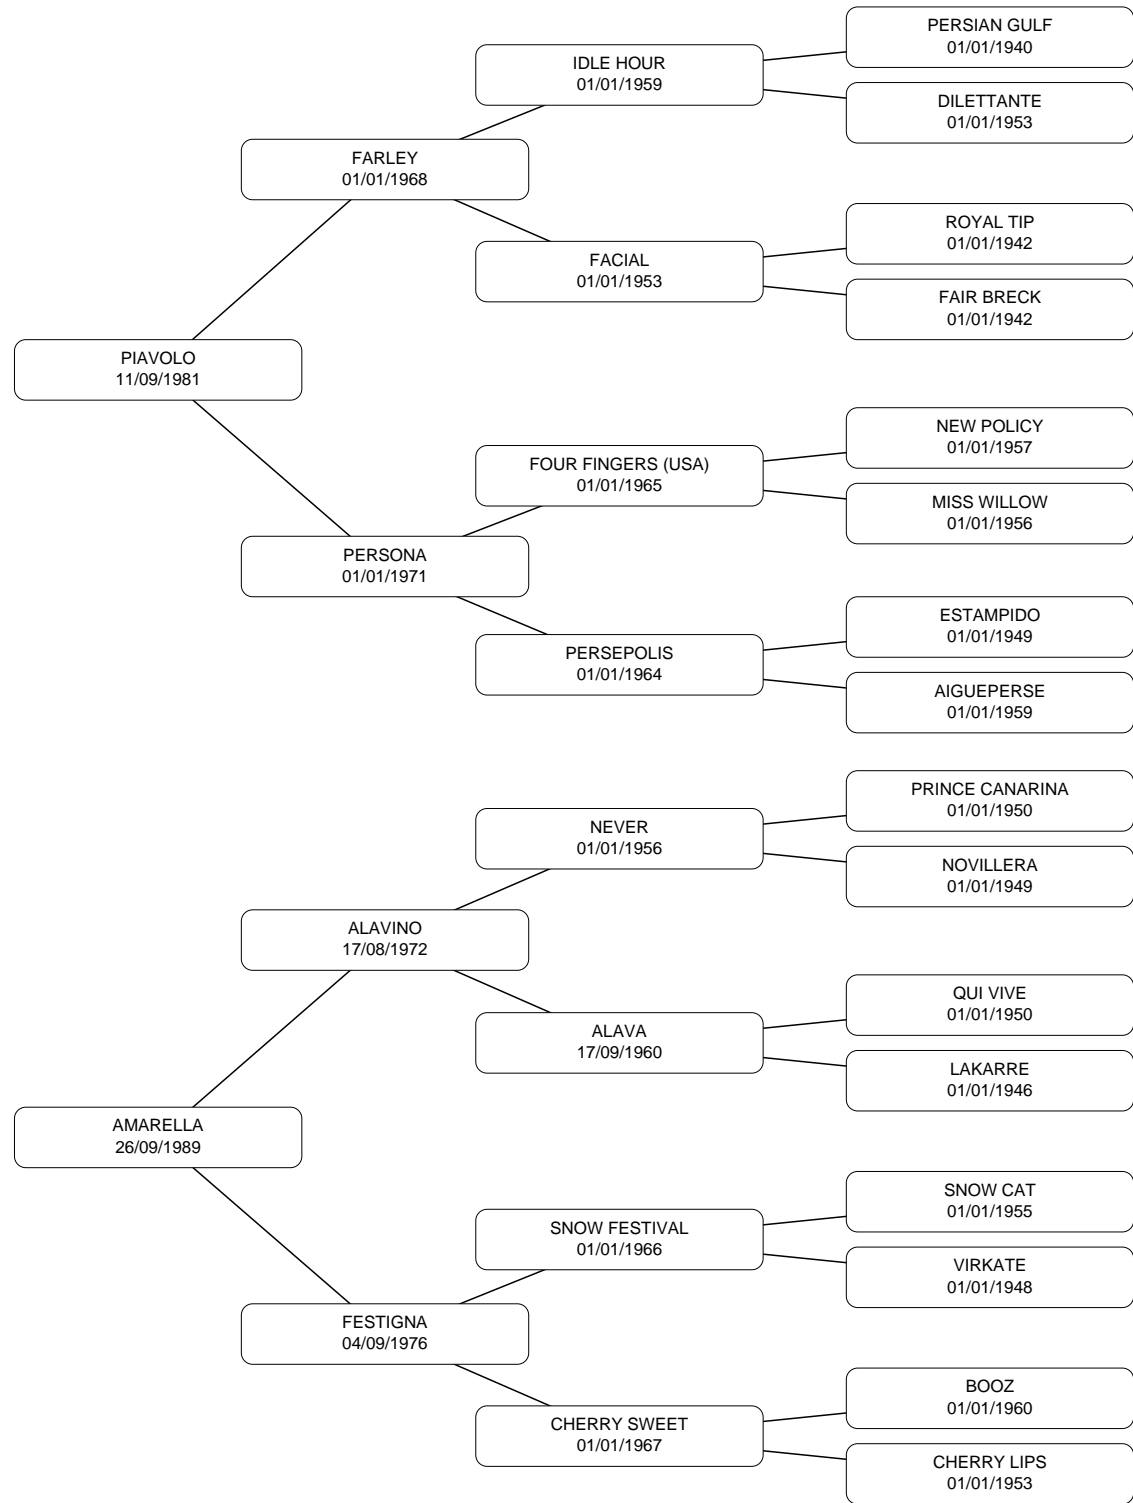 PERSIAN GULF
01/01/1940
IDLE HOUR
01/01/1959
DILETTANTE
01/01/1953
FARLEY
01/01/1968
ROYAL TIP
01/01/1942
FACIAL
01/01/1953
FAIR BRECK
01/01/1942
PIAVOLO
11/09/1981
NEW POLICY
01/01/1957
FOUR FINGERS (USA)
01/01/1965
MISS WILLOW
01/01/1956
PERSONA
01/01/1971
ESTAMPIDO
01/01/1949
PERSEPOLIS
01/01/1964
AIGUEPERSE
01/01/1959
PRINCE CANARINA
01/01/1950
NEVER
01/01/1956
NOVILLERA
01/01/1949
ALAVINO
17/08/1972
QUI VIVE
01/01/1950
ALAVA
17/09/1960
LAKARRE
01/01/1946
AMARELLA
26/09/1989
SNOW CAT
01/01/1955
SNOW FESTIVAL
01/01/1966
VIRKATE
01/01/1948
FESTIGNA
04/09/1976
BOOZ
01/01/1960
CHERRY SWEET
01/01/1967
CHERRY LIPS
01/01/1953